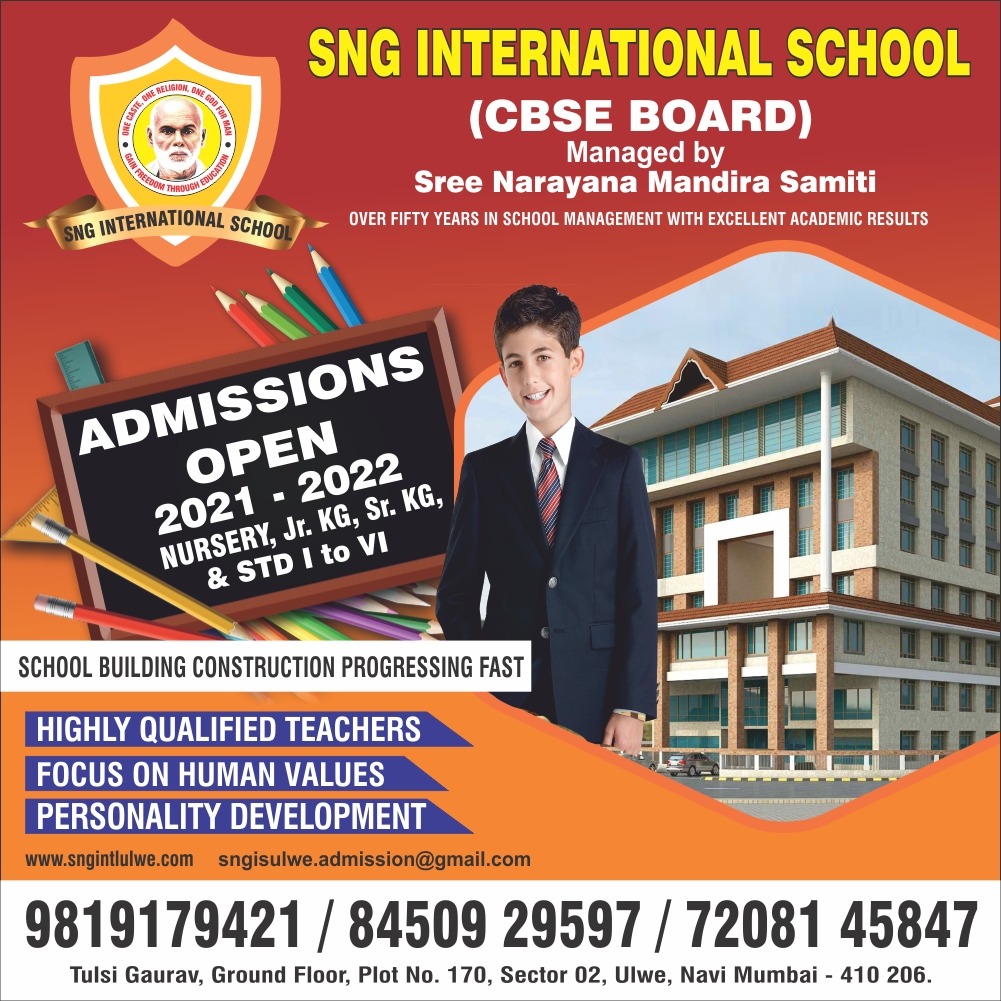 ONE CASTE, ONE RELIGION, ONE GOD FOR MAN
GAIN FREEDOM THROUGH EDUCATION
SNG INTERNATIONAL SCHOOL
SNG INTERNATIONAL SCHOOL
(CBSE BOARD)
Managed by
Sree Narayana Mandira Samiti
OVER FIFTY YEARS IN SCHOOL MANAGEMENT WITH EXCELLENT ACADEMIC RESULTS
ADMISSIONS
OPEN
2021 - 2022
NURSERY, Jr. KG, Sr. KG,
& STD I to VI
SCHOOL BUILDING CONSTRUCTION PROGRESSING FAST
HIGHLY QUALIFIED TEACHERS
FOCUS ON HUMAN VALUES
PERSONALITY DEVELOPMENT
www.sngintlulwe.com sngisulwe.admission@gmail.com
9819179421 / 84509 29597 / 72081 45847
Tulsi Gaurav, Ground Floor, Plot No. 170, Sector 02, Ulwe, Navi Mumbai - 410 206.